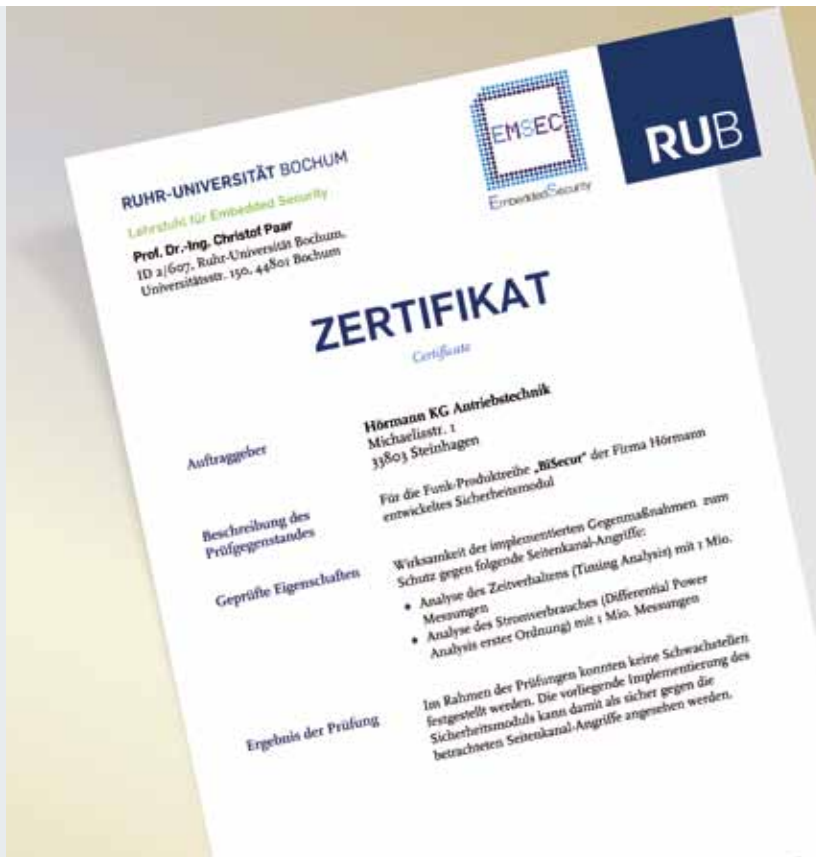 RUHR-UNIVERSITÄT BOCHUM
Lehrstuhl für Embedded Security
Prof. Dr.-Ing. Christof Paar
ID 2/607, Ruhr-Universität Bochum,
Universitätsstr. 150, 44801 Bochum
EMSEC
EmbeddedSecurity
RUB
ZERTIFIKAT
Certificate
Auftraggeber
Hörmann KG Antriebstechnik
Michaelisstr. 1
33803 Steinhagen
Beschreibung des
Prüfgegenstandes
Für die Funk-Produktreihe „BiSecur“ der Firma Hörmann
entwickeltes Sicherheitsmodul
Geprüfte Eigenschaften
Wirksamkeit der implementierten Gegenmaßnahmen zum
Schutz gegen folgende Seitenkanal-Angriffe:
• Analyse des Zeitverhaltens (Timing Analysis) mit 1 Mio.
Messungen
• Analyse des Stromverbrauches (Differential Power
Analysis erster Ordnung) mit 1 Mio. Messungen
Ergebnis der Prüfung
Im Rahmen der Prüfungen konnten keine Schwachstellen
festgestellt werden. Die vorliegende Implementierung des
Sicherheitsmoduls kann damit als sicher gegen die
betrachteten Seitenkanal-Angriffe angesehen werden.